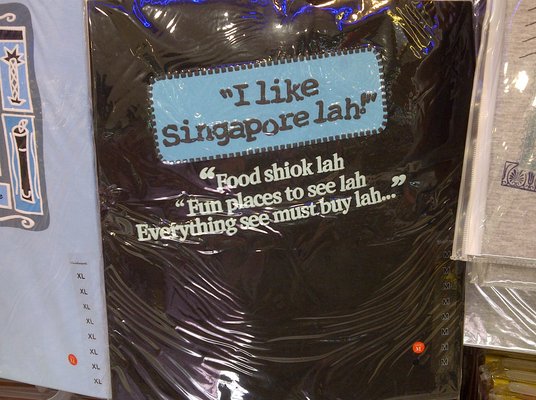 "I like
Singapore lah!"
"Food shiok lah
"Fun places to see lah
Everything see must buy lah..."
XL
XL
XL
XL
XL
XL
XL
XL
M
M
M
M
M
M
M
M